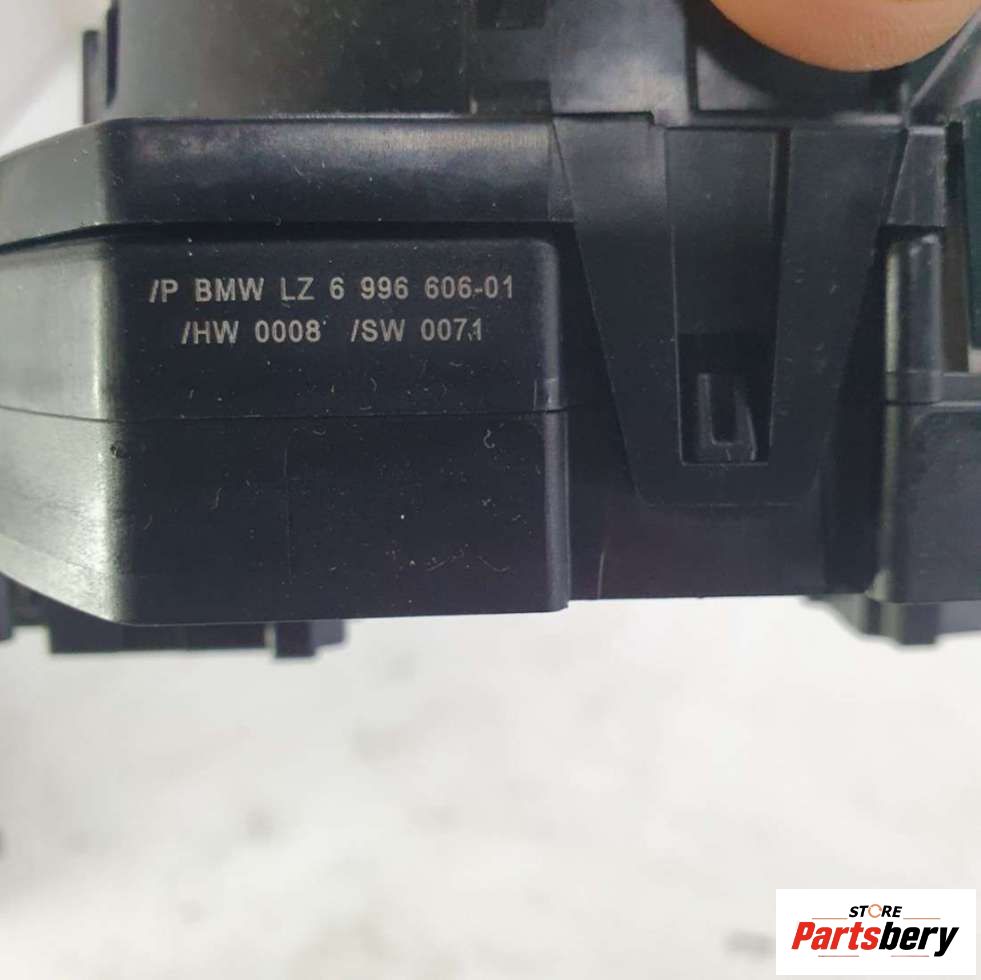 /P BMW LZ 6 996 606-01
/HW 0008 /SW 0071
STORE
Partsbery